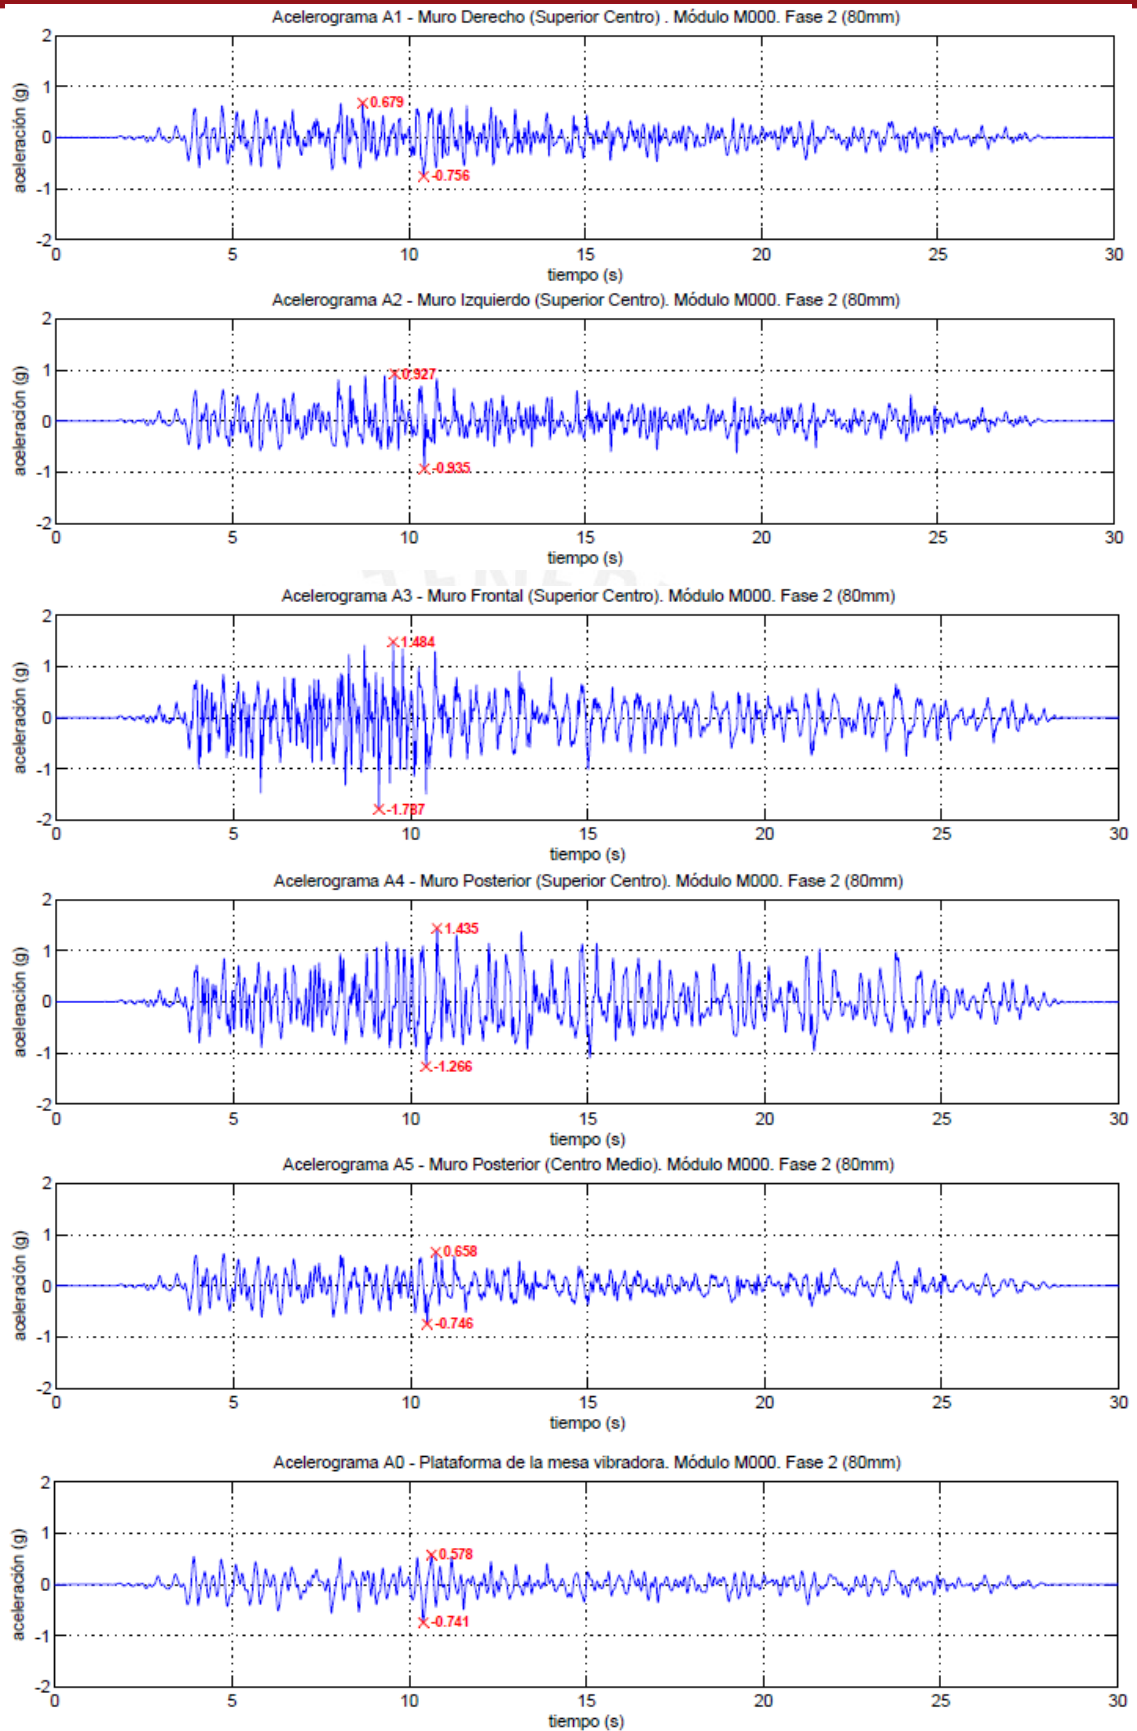 Acelerograma A1 - Muro Derecho (Superior Centro) . Módulo M000. Fase 2 (80mm)
aceleración (g)
2
1
0
-1
-2
0.679
-0.756
0 5 10 15 20 25 30
tiempo (s)
Acelerograma A2 - Muro Izquierdo (Superior Centro). Módulo M000. Fase 2 (80mm)
aceleración (g)
2
1
0
-1
-2
0.927
-0.935
0 5 10 15 20 25 30
tiempo (s)
Acelerograma A3 - Muro Frontal (Superior Centro). Módulo M000. Fase 2 (80mm)
aceleración (g)
2
1
0
-1
-2
1.484
-1.787
0 5 10 15 20 25 30
tiempo (s)
Acelerograma A4 - Muro Posterior (Superior Centro). Módulo M000. Fase 2 (80mm)
aceleración (g)
2
1
0
-1
-2
1.435
-1.266
0 5 10 15 20 25 30
tiempo (s)
Acelerograma A5 - Muro Posterior (Centro Medio). Módulo M000. Fase 2 (80mm)
aceleración (g)
2
1
0
-1
-2
0.658
-0.746
0 5 10 15 20 25 30
tiempo (s)
Acelerograma A0 - Plataforma de la mesa vibradora. Módulo M000. Fase 2 (80mm)
aceleración (g)
2
1
0
-1
-2
0.578
-0.741
0 5 10 15 20 25 30
tiempo (s)